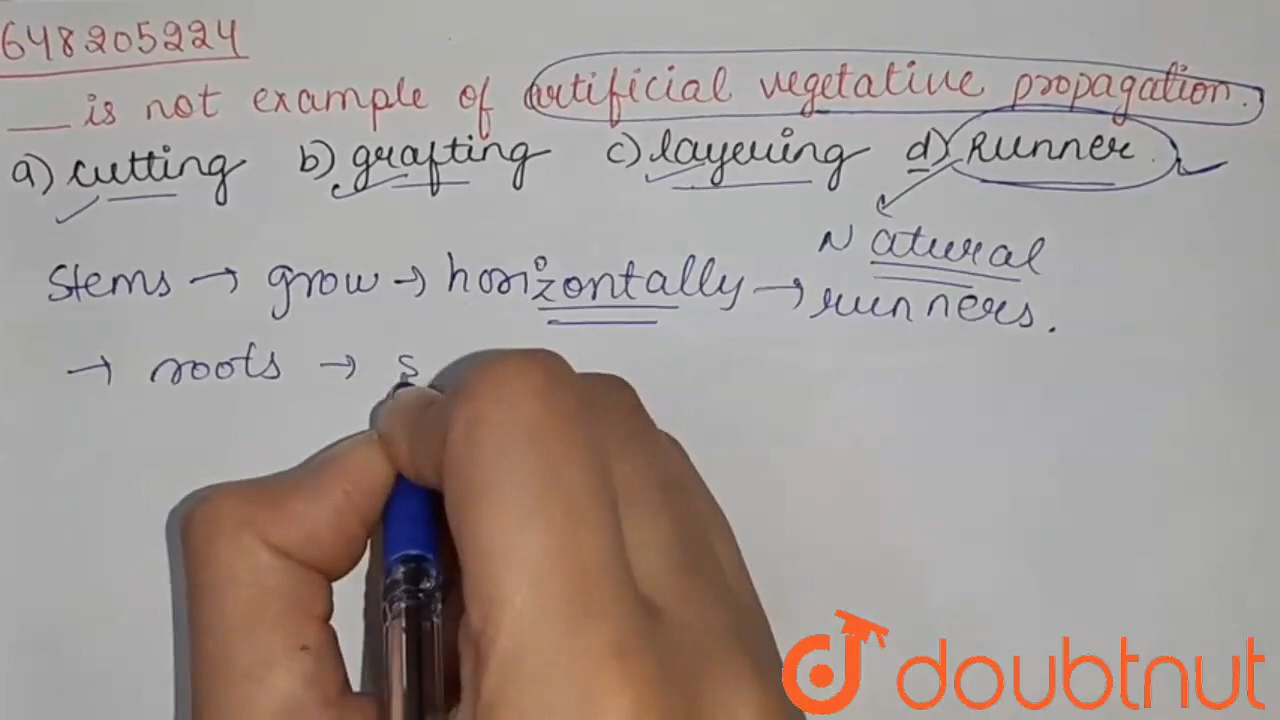 648205224
__ is not example of artificial vegetative propagation.
a) cutting b) grafting c) layering d) Runner.
Natural
Stems → grow → horizontally → runners.
→ roots → s
doubtnut